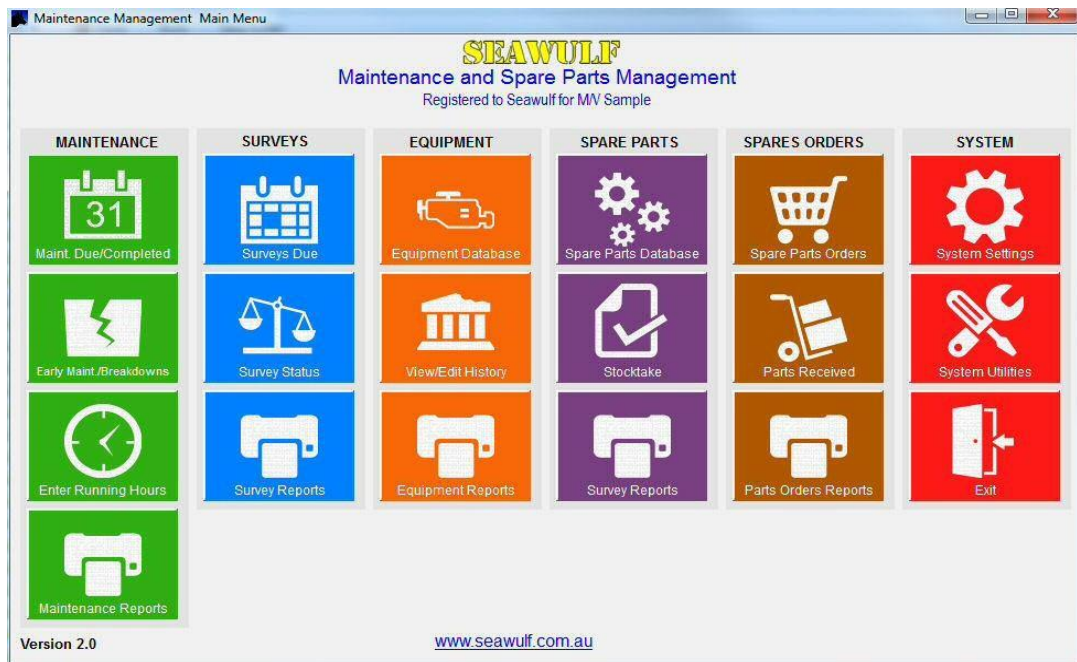 Maintenance Management Main Menu
SEAWULF
Maintenance and Spare Parts Management
Registered to Seawulf for M/V Sample
MAINTENANCE
31
Maint. Due/Completed
Early Maint./Breakdowns
Enter Running Hours
Maintenance Reports
SURVEYS
Surveys Due
Survey Status
Survey Reports
EQUIPMENT
Equipment Database
View/Edit History
Equipment Reports
SPARE PARTS
Spare Parts Database
Stocktake
Survey Reports
SPARES ORDERS
Spare Parts Orders
Parts Received
Parts Orders Reports
SYSTEM
System Settings
System Utilities
Exit
Version 2.0
www.seawulf.com.au